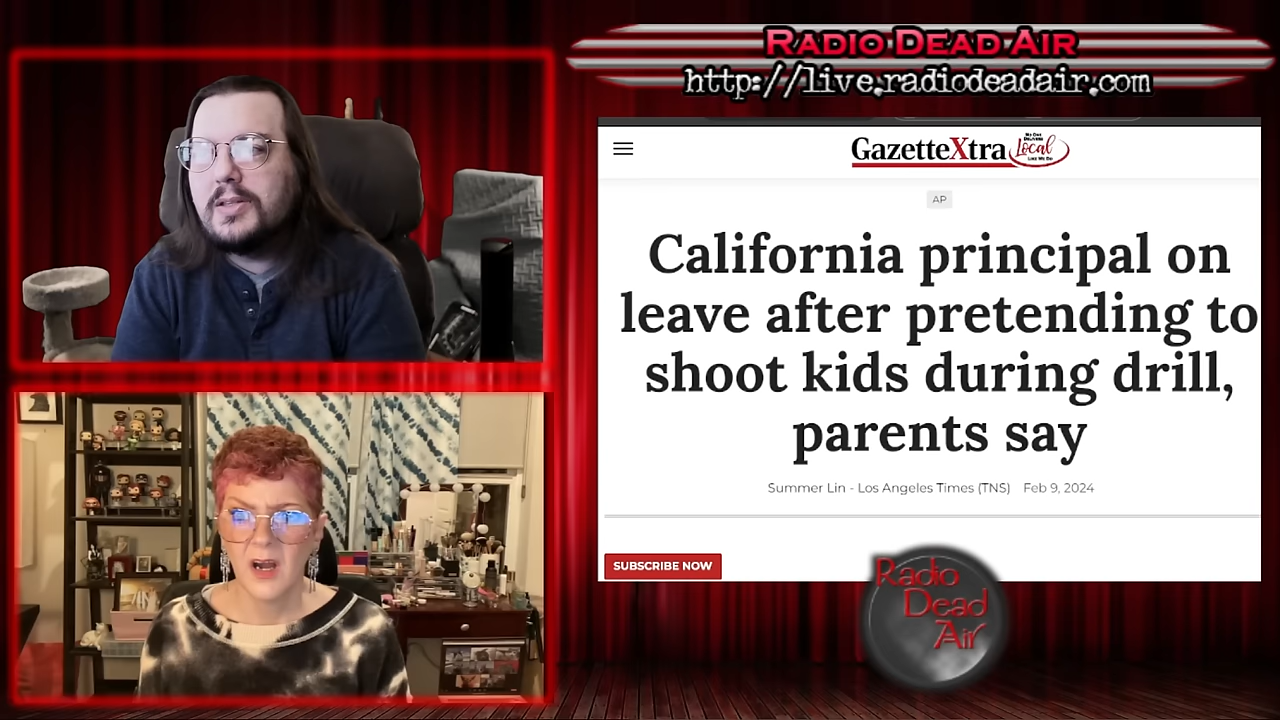 RADIO DEAD AIR
http://live.radiodeadair.com
GazetteXtra
Local
AP
California principal on
leave after pretending to
shoot kids during drill,
parents say
Summer Lin - Los Angeles Times (TNS) Feb 9, 2024
SUBSCRIBE NOW
Radio
Dead
Air